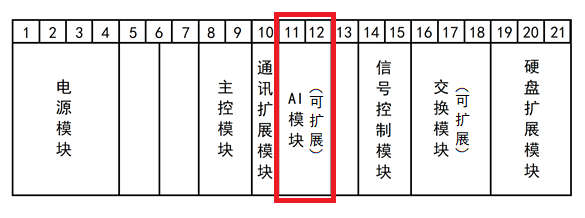 1 2 3 4 5 6 7 8 9 10 11 12 13 14 15 16 17 18 19 20 21
电源模块
主控模块
通讯扩展模块
AI模块
(可扩展)
信号控制模块
交换模块
(可扩展)
硬盘扩展模块